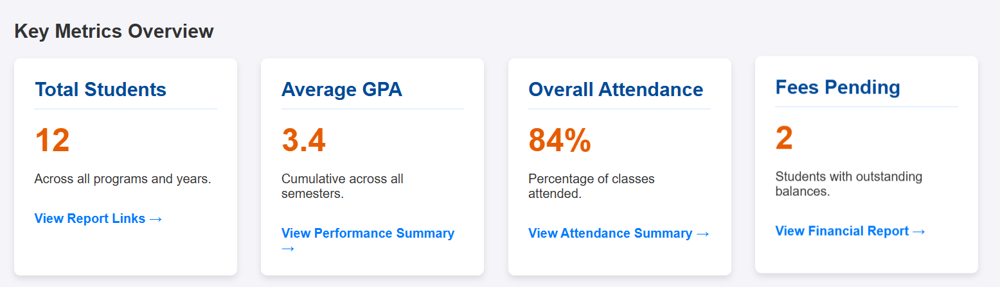 Key Metrics Overview
Total Students
12
Across all programs and years.
View Report Links →
Average GPA
3.4
Cumulative across all
semesters.
View Performance Summary
→
Overall Attendance
84%
Percentage of classes
attended.
View Attendance Summary →
Fees Pending
2
Students with outstanding
balances.
View Financial Report →